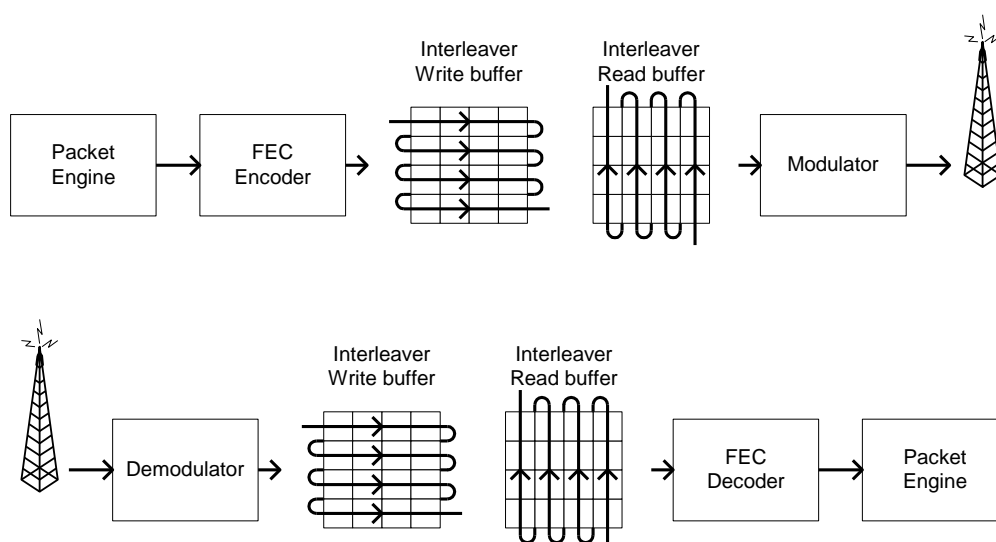 Interleaver
Write buffer
Interleaver
Read buffer
Packet
Engine
FEC
Encoder
Modulator
Interleaver
Write buffer
Interleaver
Read buffer
Demodulator
FEC
Decoder
Packet
Engine